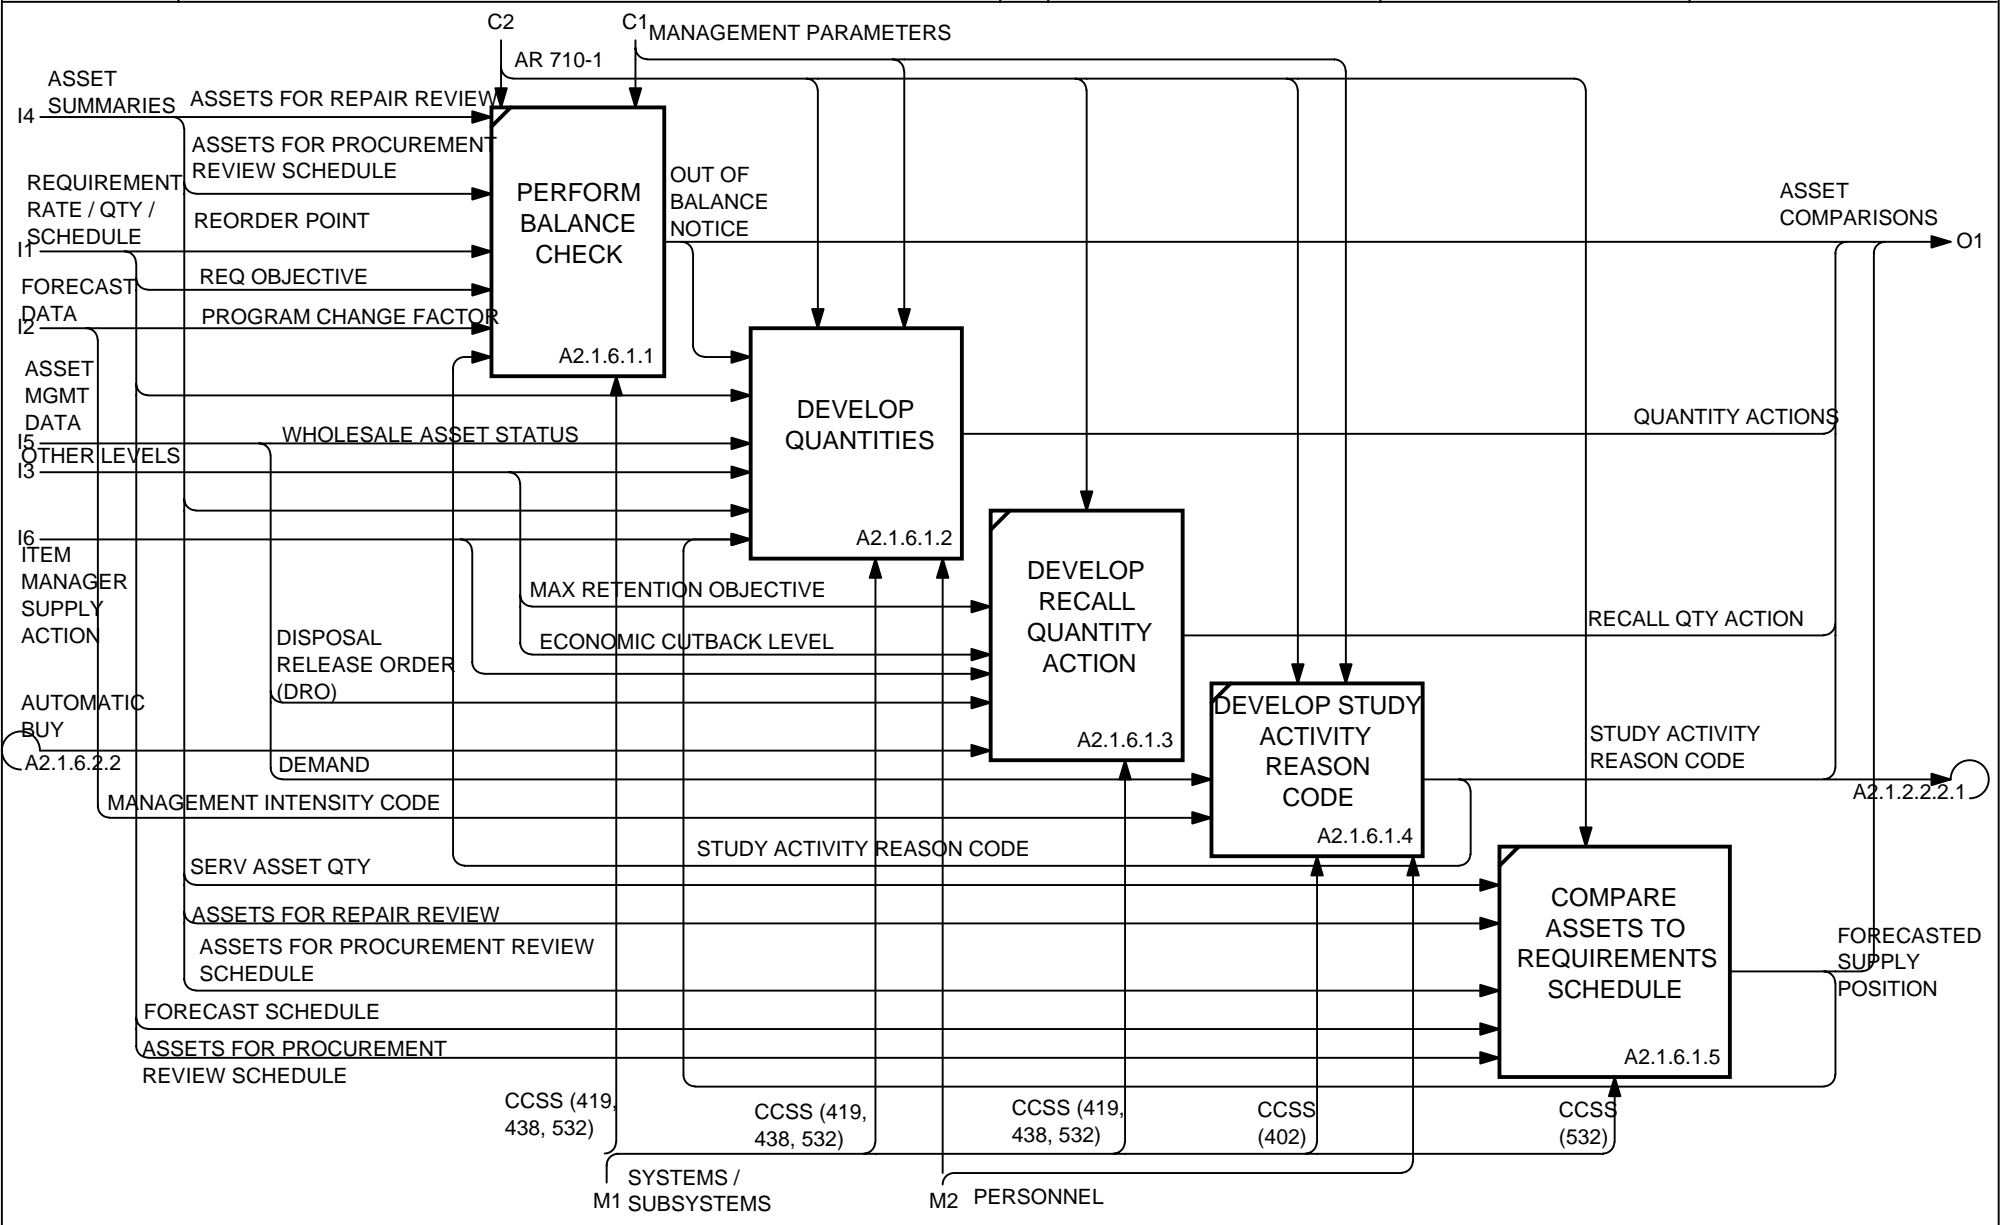 C2
C1
MANAGEMENT PARAMETERS
AR 710-1
ASSET
SUMMARIES
I4
ASSETS FOR REPAIR REVIEW
ASSETS FOR PROCUREMENT
REVIEW SCHEDULE
REQUIREMENT
RATE / QTY /
SCHEDULE
I1
REORDER POINT
REQ OBJECTIVE
FORECAST
DATA
I2
PROGRAM CHANGE FACTOR
PERFORM
BALANCE
CHECK
A2.1.6.1.1
OUT OF
BALANCE
NOTICE
ASSET
COMPARISONS
O1
ASSET
MGMT
DATA
I5
WHOLESALE ASSET STATUS
OTHER LEVELS
I3
DEVELOP
QUANTITIES
A2.1.6.1.2
QUANTITY ACTIONS
I6
ITEM
MANAGER
SUPPLY
ACTION
MAX RETENTION OBJECTIVE
ECONOMIC CUTBACK LEVEL
DISPOSAL
RELEASE ORDER
(DRO)
DEVELOP
RECALL
QUANTITY
ACTION
A2.1.6.1.3
RECALL QTY ACTION
AUTOMATIC
BUY
A2.1.6.2.2
DEMAND
MANAGEMENT INTENSITY CODE
DEVELOP STUDY
ACTIVITY
REASON
CODE
A2.1.6.1.4
STUDY ACTIVITY
REASON CODE
A2.1.2.2.2.1
STUDY ACTIVITY REASON CODE
SERV ASSET QTY
ASSETS FOR REPAIR REVIEW
ASSETS FOR PROCUREMENT REVIEW
SCHEDULE
FORECAST SCHEDULE
ASSETS FOR PROCUREMENT
REVIEW SCHEDULE
COMPARE
ASSETS TO
REQUIREMENTS
SCHEDULE
A2.1.6.1.5
FORECASTED
SUPPLY
POSITION
CCSS (419,
438, 532)
CCSS (419,
438, 532)
CCSS (419,
438, 532)
CCSS
(402)
CCSS
(532)
M1
SYSTEMS /
SUBSYSTEMS
M2
PERSONNEL